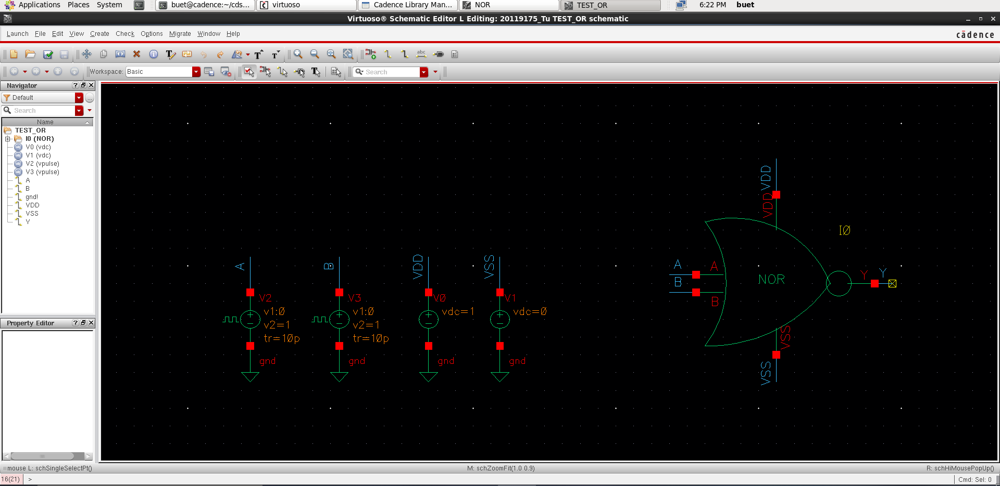 Applications Places System buet@cadence:~/cds... virtuoso Cadence Library Man... NOR TEST_OR 6:22 PM buet
Virtuoso® Schematic Editor L Editing: 20119175_Tu TEST_OR schematic
Launch File Edit View Create Check Options Migrate Window Help cādence
abc
Workspace: Basic Search
Navigator
Default
Search
Name
TEST_OR
I0 (NOR)
V0 (vdc)
V1 (vdc)
V2 (vpulse)
V3 (vpulse)
A
B
gnd!
VDD
VSS
Y
Property Editor
A
V2
v1:0
v2=1
tr=10p
gnd
B
V3
v1:0
v2=1
tr=10p
gnd
VDD
V0
vdc=1
gnd
VSS
V1
vdc=0
gnd
VDD
VDD
I0
A A
B B
NOR
Y Y
VSS
VSS
mouse L: schSingleSelectPt() M: schZoomFit(1.0 0.9) R: schHiMousePopUp()
16(21) > Cmd: Sel: 0